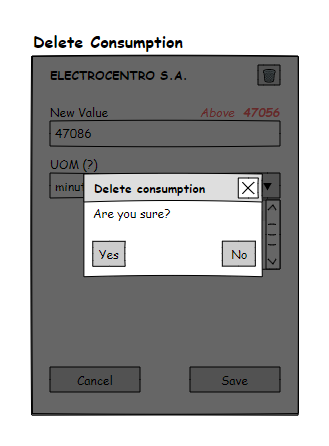 Delete Consumption
ELECTROCENTRO S.A.
New Value
Above 47056
47086
UOM (?)
minut
Delete consumption
Are you sure?
Yes
No
Cancel
Save